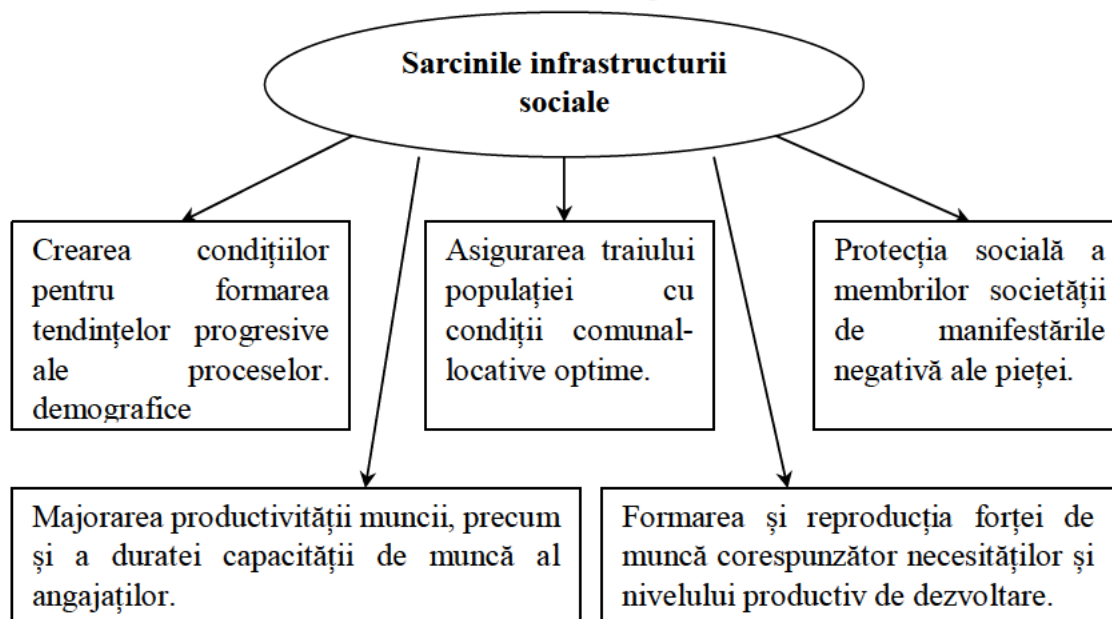 Sarcinile infrastructurii
sociale
Crearea condițiilor
pentru formarea
tendințelor progresive
ale proceselor.
demografice
Asigurarea traiului
populației cu
condiții comunal-
locative optime.
Protecția socială a
membrilor societății
de manifestările
negativă ale pieței.
Majorarea productivității muncii, precum
și a duratei capacității de muncă al
angajaților.
Formarea și reproducția forței de
muncă corespunzător necesităților și
nivelului productiv de dezvoltare.